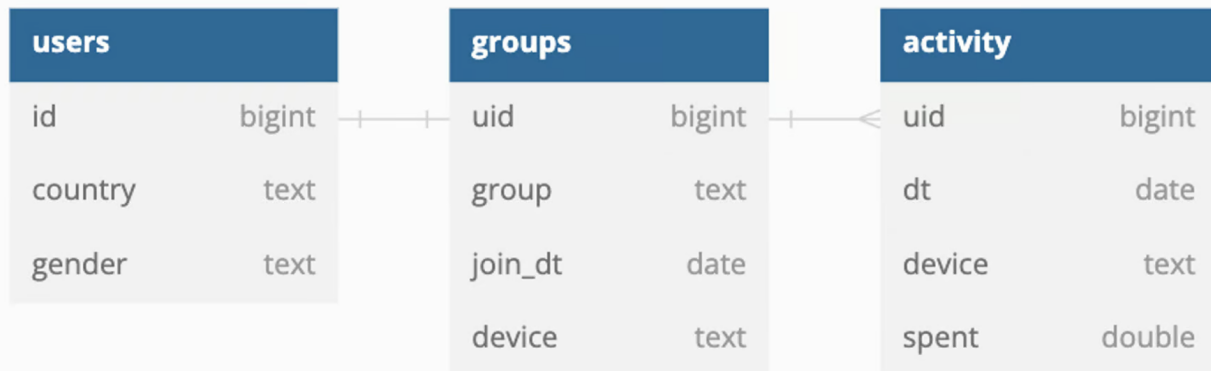 users
id bigint
country text
gender text
groups
uid bigint
group text
join_dt date
device text
activity
uid bigint
dt date
device text
spent double